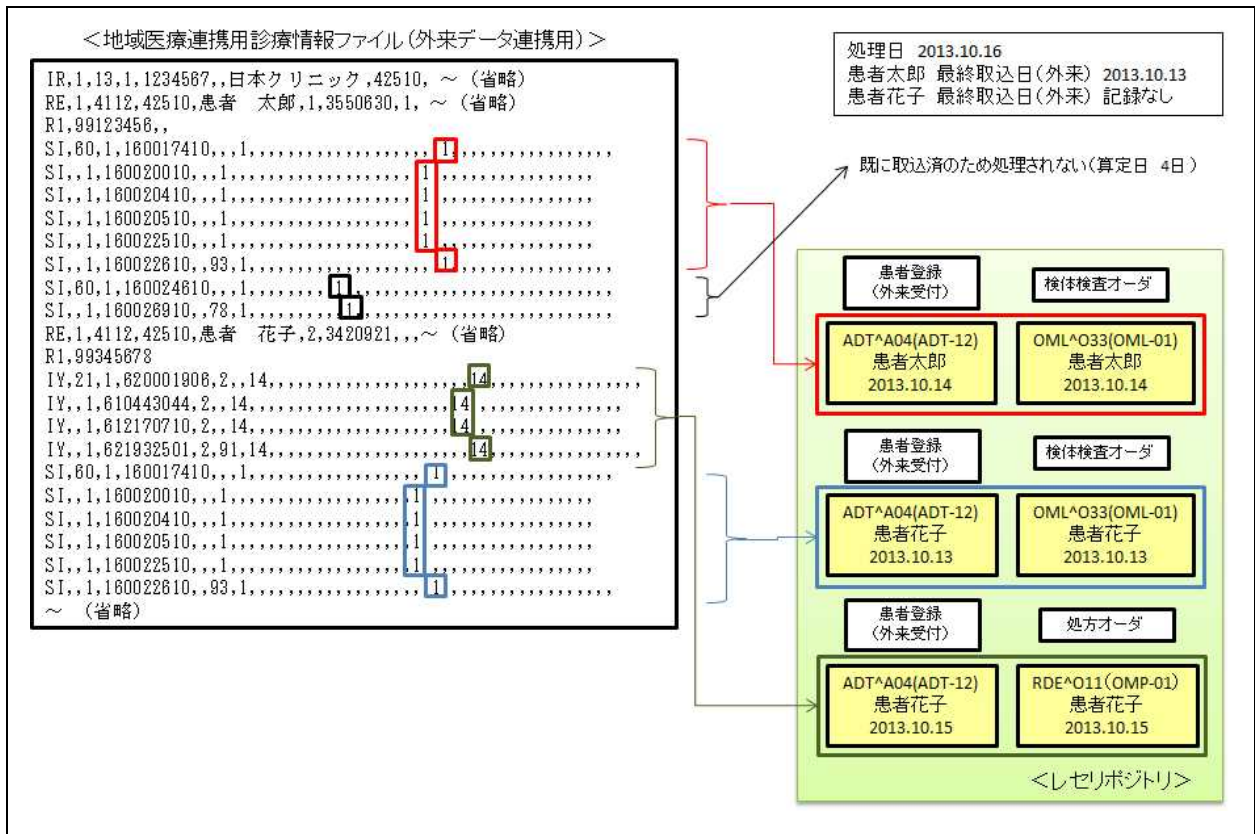 ＜地域医療連携用診療情報ファイル（外来データ連携用）＞
IR,1,13,1,1234567,,日本クリニック,42510, ～ （省略）
RE,1,4112,42510,患者　太郎,1,3550630,1, ～ （省略）
R1,99123456,,
SI,60,1,160017410,,,1,,,,,,,,,,,,,,,,,,1,,,,,,,,,,,,,,,,,
SI,,1,160020010,,,1,,,,,,,,,,,,,,,,,,1,,,,,,,,,,,,,,,,,
SI,,1,160020410,,,1,,,,,,,,,,,,,,,,,,1,,,,,,,,,,,,,,,,,
SI,,1,160020510,,,1,,,,,,,,,,,,,,,,,,1,,,,,,,,,,,,,,,,,
SI,,1,160022510,,,1,,,,,,,,,,,,,,,,,,1,,,,,,,,,,,,,,,,,
SI,,1,160022610,,93,1,,,,,,,,,,,,,,,,,,1,,,,,,,,,,,,,,,,,
SI,60,1,160024610,,,1,,,,,,,,1,,,,,,,,,,,,,,,,,,,,,,,,,,,
SI,,1,160026910,,78,1,,,,,,,,1,,,,,,,,,,,,,,,,,,,,,,,,,,,
RE,1,4112,42510,患者　花子,2,3420921,,,～ （省略）
R1,99345678
IY,21,1,620001906,2,,14,,,,,,,,,,,,,,,,,,,14,,,,,,,,,,,,,,,,
IY,,1,610443044,2,,14,,,,,,,,,,,,,,,,,,,14,,,,,,,,,,,,,,,,
IY,,1,612170710,2,,14,,,,,,,,,,,,,,,,,,,14,,,,,,,,,,,,,,,,
IY,,1,621932501,2,91,14,,,,,,,,,,,,,,,,,,,14,,,,,,,,,,,,,,,,
SI,60,1,160017410,,,1,,,,,,,,,,,,,,,,,1,,,,,,,,,,,,,,,,,,
SI,,1,160020010,,,1,,,,,,,,,,,,,,,,,1,,,,,,,,,,,,,,,,,,
SI,,1,160020410,,,1,,,,,,,,,,,,,,,,,1,,,,,,,,,,,,,,,,,,
SI,,1,160020510,,,1,,,,,,,,,,,,,,,,,1,,,,,,,,,,,,,,,,,,
SI,,1,160022510,,,1,,,,,,,,,,,,,,,,,1,,,,,,,,,,,,,,,,,,
SI,,1,160022610,,93,1,,,,,,,,,,,,,,,,,1,,,,,,,,,,,,,,,,,,
～ （省略）
処理日 2013.10.16
患者太郎 最終取込日（外来） 2013.10.13
患者花子 最終取込日（外来） 記録なし
既に取込済のため処理されない（算定日 4日）
患者登録
（外来受付）
検体検査オーダ
ADT^A04(ADT-12)
患者太郎
2013.10.14
OML^O33(OML-01)
患者太郎
2013.10.14
患者登録
（外来受付）
検体検査オーダ
ADT^A04(ADT-12)
患者花子
2013.10.13
OML^O33(OML-01)
患者花子
2013.10.13
患者登録
（外来受付）
処方オーダ
ADT^A04(ADT-12)
患者花子
2013.10.15
RDE^O11（OMP-01）
患者花子
2013.10.15
＜レセリポジトリ＞